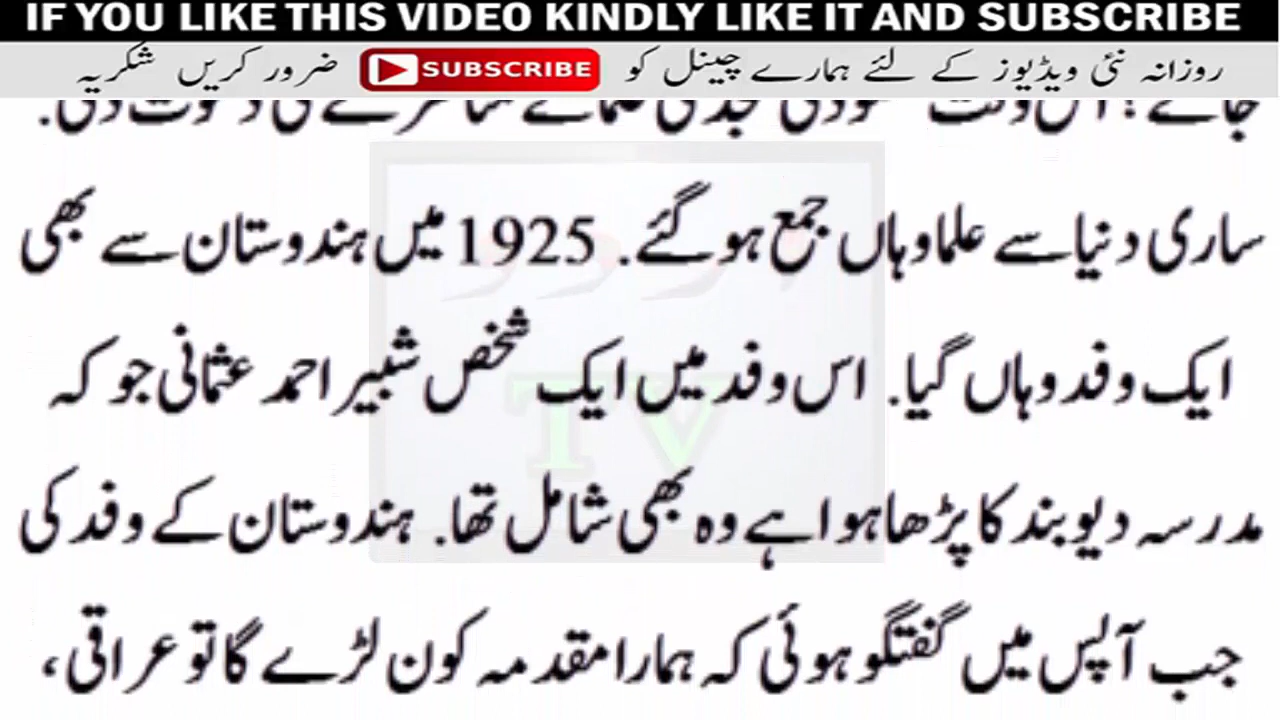 IF YOU LIKE THIS VIDEO KINDLY LIKE IT AND SUBSCRIBE
روزانہ نئی ویڈیوز کے لئے ہمارے چینل کو SUBSCRIBE ضرور کریں شکریہ
کی دعوت دی۔
ساری دنیا سے علما وہاں جمع ہو گئے. 1925 میں ہندوستان سے بھی
ایک وفد وہاں گیا. اس وفد میں ایک شخص شبیر احمد عثمانی جو کہ
مدرسہ دیوبند کا پڑھا ہوا ہے وہ بھی شامل تھا. ہندوستان کے وفد کی
جب آپس میں گفتگو ہوئی کہ ہمارا مقدمہ کون لڑے گا تو عراقی،
TV